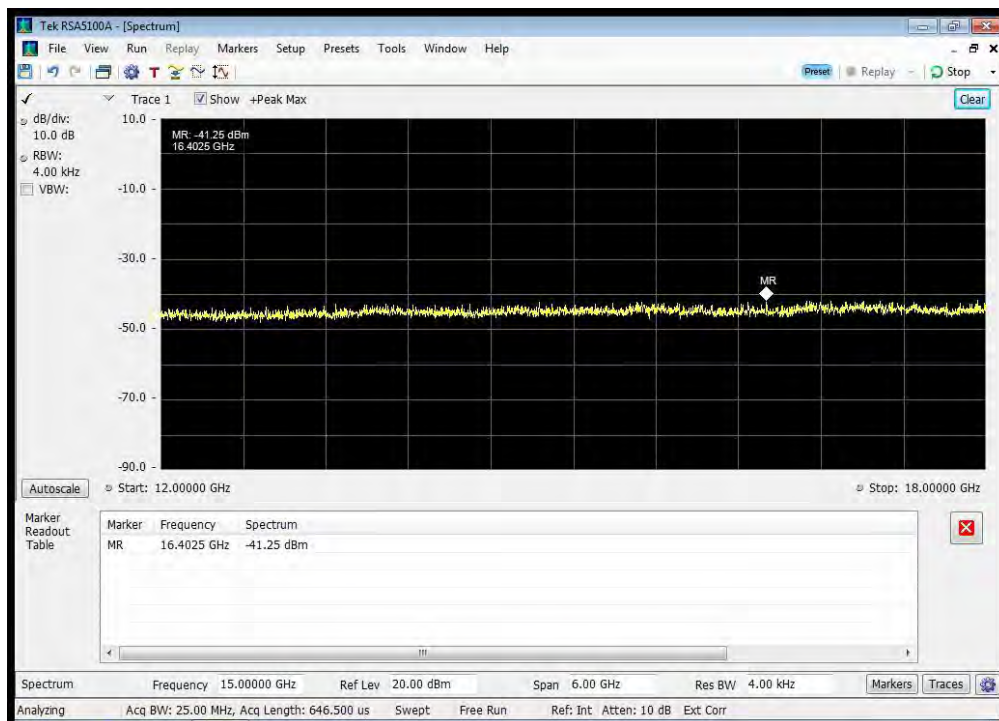 Tek RSA5100A - [Spectrum]
File View Run Replay Markers Setup Presets Tools Window Help
T
Preset Replay Stop
Trace 1 Show +Peak Max Clear
dB/div:
10.0 dB
RBW:
4.00 kHz
VBW:
10.0
-10.0
-30.0
-50.0
-70.0
-90.0
MR: -41.25 dBm
16.4025 GHz
MR
Autoscale Start: 12.00000 GHz Stop: 18.00000 GHz
Marker
Readout
Table
Marker Frequency Spectrum
MR 16.4025 GHz -41.25 dBm
Spectrum Frequency 15.00000 GHz Ref Lev 20.00 dBm Span 6.00 GHz Res BW 4.00 kHz Markers Traces
Analyzing Acq BW: 25.00 MHz, Acq Length: 646.500 us Swept Free Run Ref: Int Atten: 10 dB Ext Corr